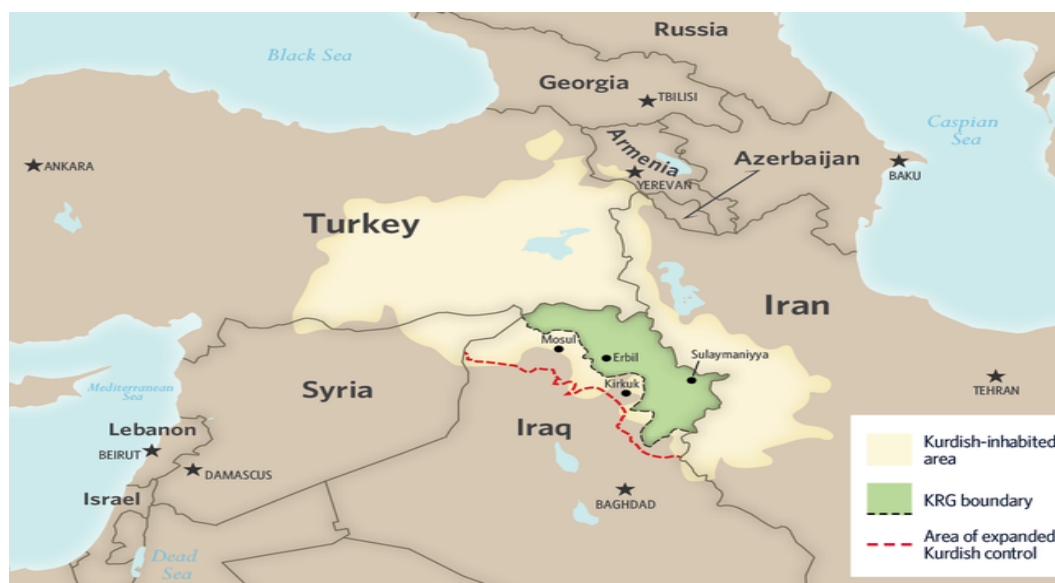 Russia
Black Sea
Georgia
TBILISI
Caspian
Sea
Armenia
Azerbaijan
ANKARA
YEREVAN
BAKU
Turkey
Iran
Mosul
Erbil
Sulaymaniyya
Kirkuk
Mediterranean
Sea
Syria
TEHRAN
Lebanon
BEIRUT
Iraq
DAMASCUS
Israel
BAGHDAD
Dead
Sea
Kurdish-inhabited
area
KRG boundary
Area of expanded
Kurdish control